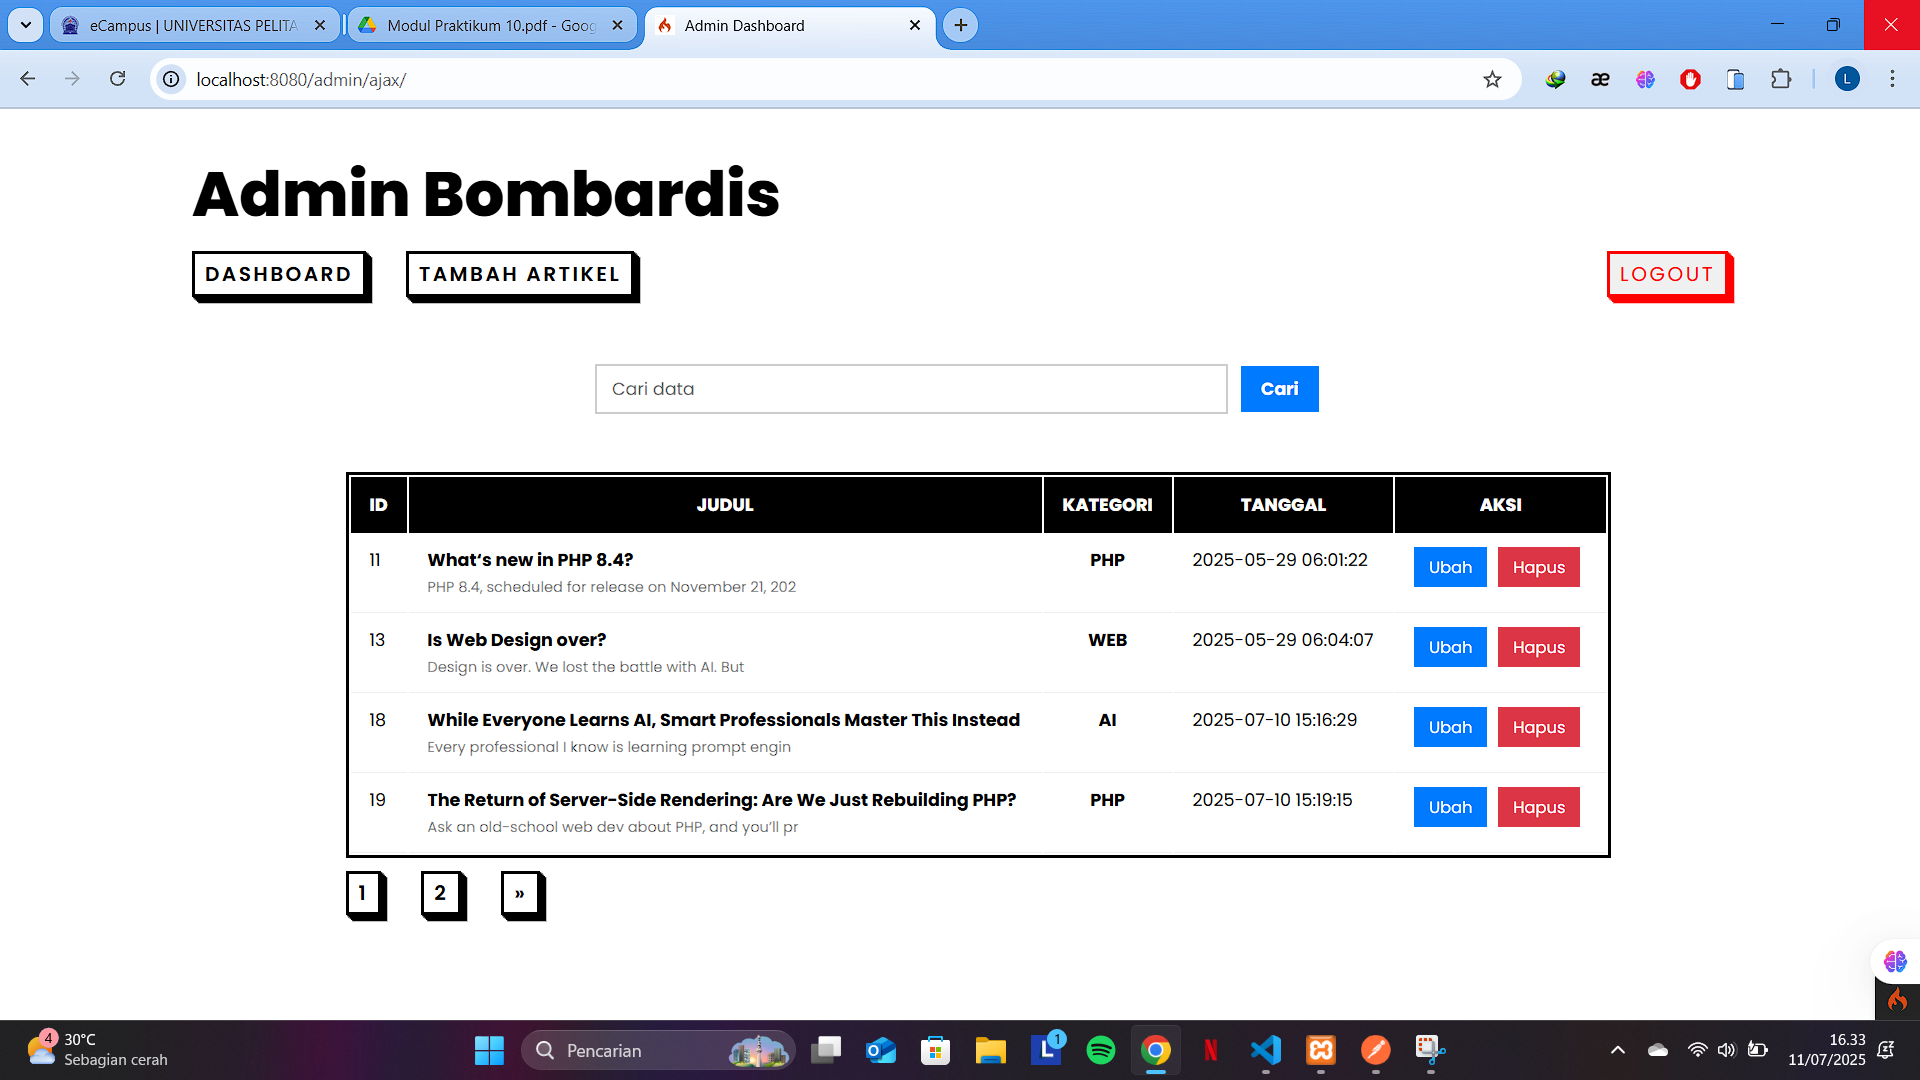 eCampus | UNIVERSITAS PELITA
Modul Praktikum 10.pdf - Goog
Admin Dashboard
localhost:8080/admin/ajax/
L
Admin Bombardis
DASHBOARD
TAMBAH ARTIKEL
LOGOUT
Cari data
Cari
ID JUDUL KATEGORI TANGGAL AKSI
11 What‘s new in PHP 8.4? PHP 2025-05-29 06:01:22 Ubah Hapus
PHP 8.4, scheduled for release on November 21, 202
13 Is Web Design over? WEB 2025-05-29 06:04:07 Ubah Hapus
Design is over. We lost the battle with AI. But
18 While Everyone Learns AI, Smart Professionals Master This Instead AI 2025-07-10 15:16:29 Ubah Hapus
Every professional I know is learning prompt engin
19 The Return of Server-Side Rendering: Are We Just Rebuilding PHP? PHP 2025-07-10 15:19:15 Ubah Hapus
Ask an old-school web dev about PHP, and you’ll pr
1 2 »
4
30°C
Sebagian cerah
Pencarian
1
16.33
11/07/2025